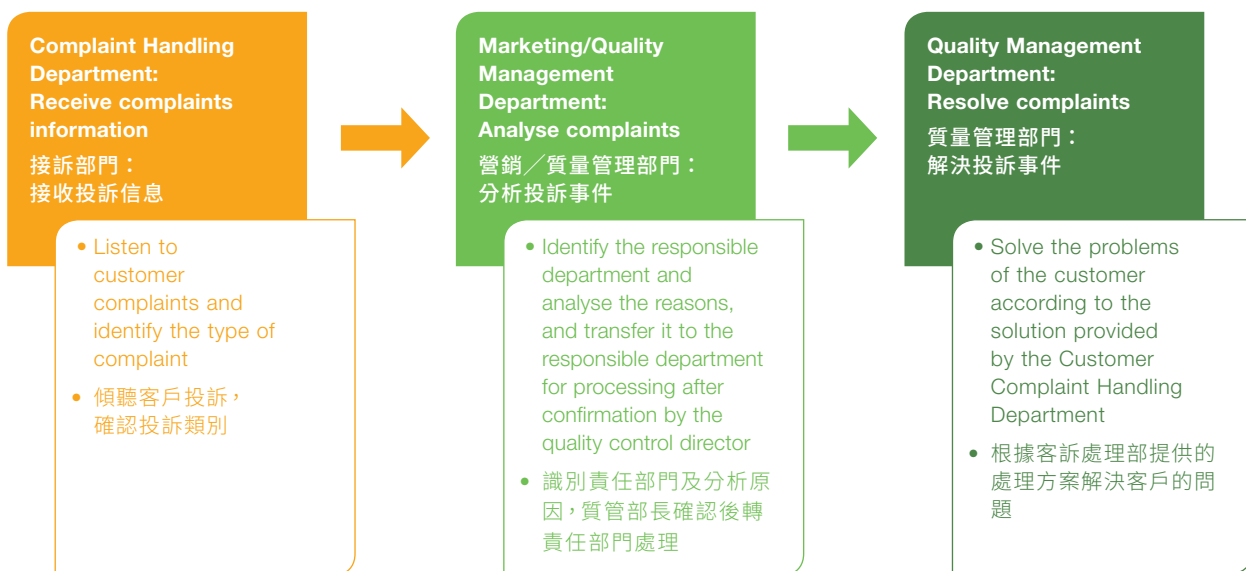 Complaint Handling
Department:
Receive complaints
information
接訴部門：
接收投訴信息
• Listen to
customer
complaints and
identify the type of
complaint
• 傾聽客戶投訴，
確認投訴類別
Marketing/Quality
Management
Department:
Analyse complaints
營銷／質量管理部門：
分析投訴事件
• Identify the responsible
department and
analyse the reasons,
and transfer it to the
responsible department
for processing after
confirmation by the
quality control director
• 識別責任部門及分析原
因，質管部長確認後轉
責任部門處理
Quality Management
Department:
Resolve complaints
質量管理部門：
解決投訴事件
• Solve the problems
of the customer
according to the
solution provided
by the Customer
Complaint Handling
Department
• 根據客訴處理部提供的
處理方案解決客戶的問
題